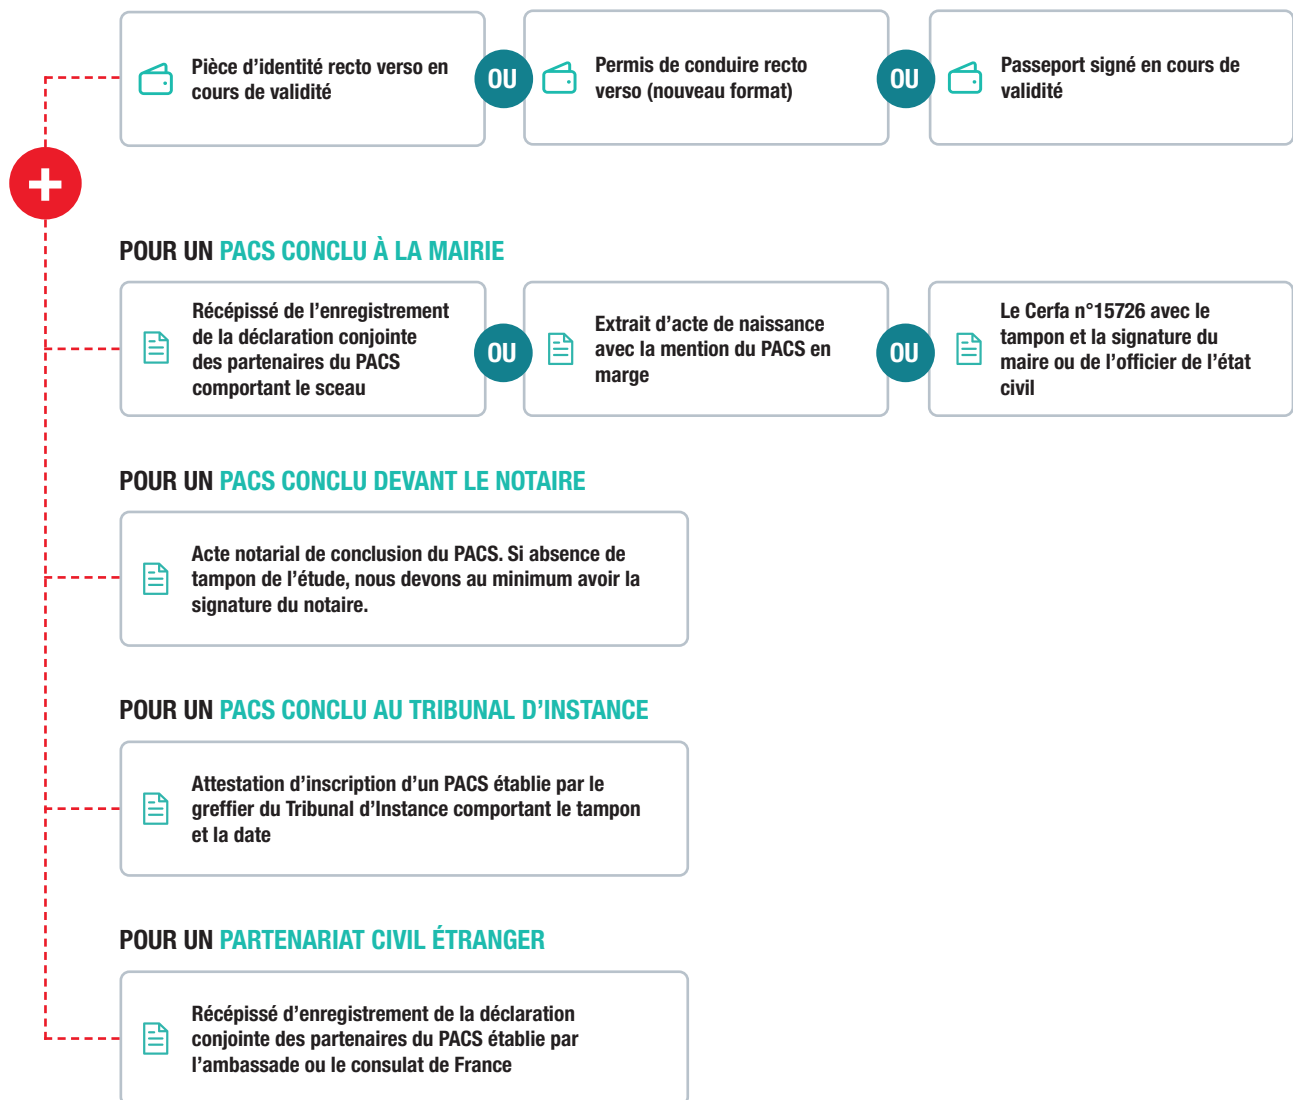 Pièce d’identité recto verso en
cours de validité
OU
Permis de conduire recto
verso (nouveau format)
OU
Passeport signé en cours de
validité
POUR UN PACS CONCLU À LA MAIRIE
Récépissé de l’enregistrement
de la déclaration conjointe
des partenaires du PACS
comportant le sceau
OU
Extrait d’acte de naissance
avec la mention du PACS en
marge
OU
Le Cerfa n°15726 avec le
tampon et la signature du
maire ou de l’officier de l’état
civil
POUR UN PACS CONCLU DEVANT LE NOTAIRE
Acte notarial de conclusion du PACS. Si absence de
tampon de l’étude, nous devons au minimum avoir la
signature du notaire.
POUR UN PACS CONCLU AU TRIBUNAL D’INSTANCE
Attestation d’inscription d’un PACS établie par le
greffier du Tribunal d’Instance comportant le tampon
et la date
POUR UN PARTENARIAT CIVIL ÉTRANGER
Récépissé d’enregistrement de la déclaration
conjointe des partenaires du PACS établie par
l’ambassade ou le consulat de France